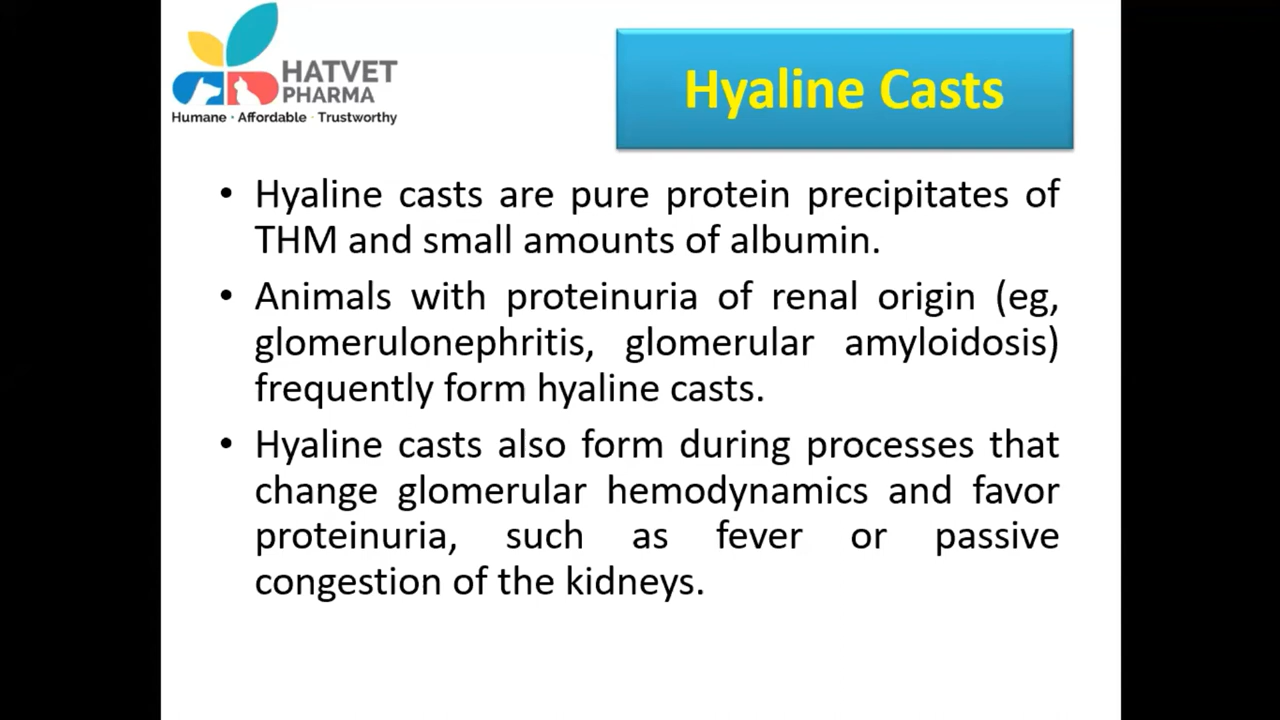 HATVET
PHARMA
Humane · Affordable · Trustworthy
Hyaline Casts
• Hyaline casts are pure protein precipitates of
THM and small amounts of albumin.
• Animals with proteinuria of renal origin (eg,
glomerulonephritis, glomerular amyloidosis)
frequently form hyaline casts.
• Hyaline casts also form during processes that
change glomerular hemodynamics and favor
proteinuria, such as fever or passive
congestion of the kidneys.